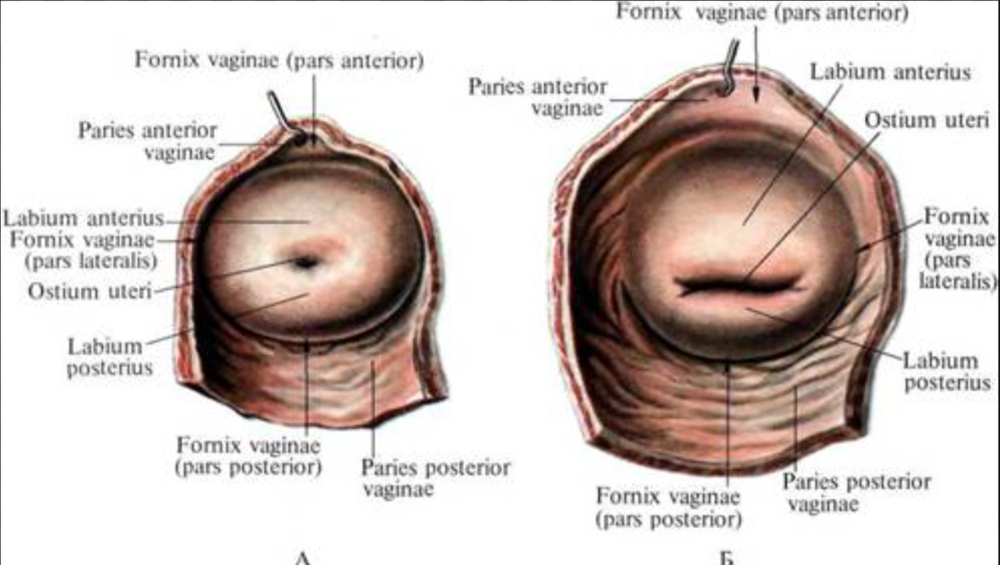 Fornix vaginae (pars anterior)
Paries anterior
vaginae
Labium anterius
Fornix vaginae
(pars lateralis)
Ostium uteri
Labium
posterius
Fornix vaginae
(pars posterior)
Paries posterior
vaginae
А
Fornix vaginae (pars anterior)
Paries anterior
vaginae
Labium anterius
Ostium uteri
Fornix
vaginae
(pars
lateralis)
Labium
posterius
Fornix vaginae
(pars posterior)
Paries posterior
vaginae
Б